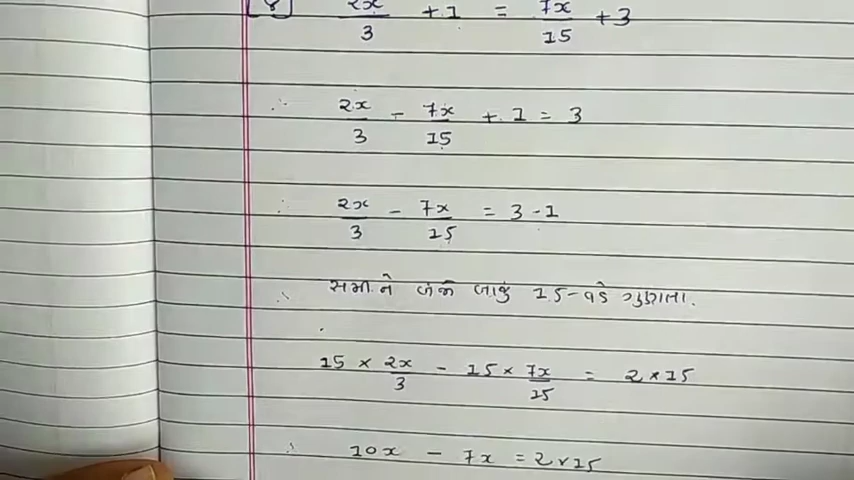 8 2x/3 + 1 = 7x/15 + 3
∴ 2x/3 - 7x/15 + 1 = 3
∴ 2x/3 - 7x/15 = 3 - 1
∴ સમી.ને બંને બાજુ 15-વડે ગુણતા.
15 × 2x/3 - 15 × 7x/15 = 2 × 15
∴ 10x - 7x = 2 × 15